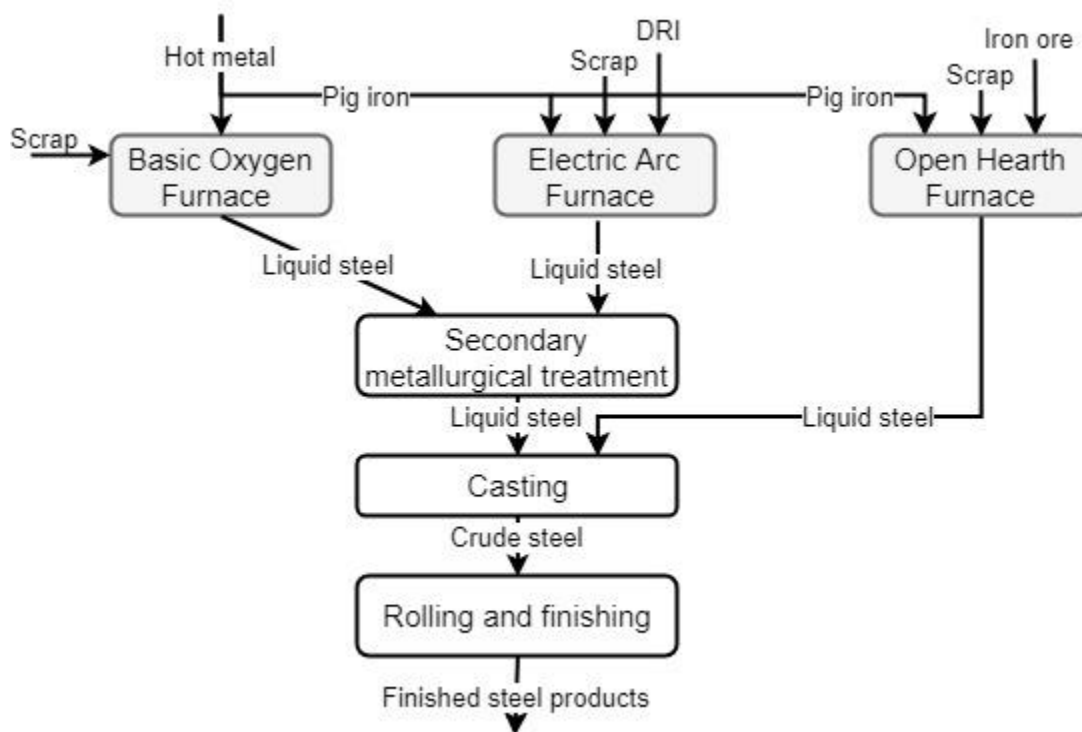 Hot metal
DRI
Scrap
Iron ore
Scrap
Pig iron
Pig iron
Scrap
Basic Oxygen
Furnace
Electric Arc
Furnace
Open Hearth
Furnace
Liquid steel
Liquid steel
Secondary
metallurgical treatment
Liquid steel
Liquid steel
Casting
Crude steel
Rolling and finishing
Finished steel products